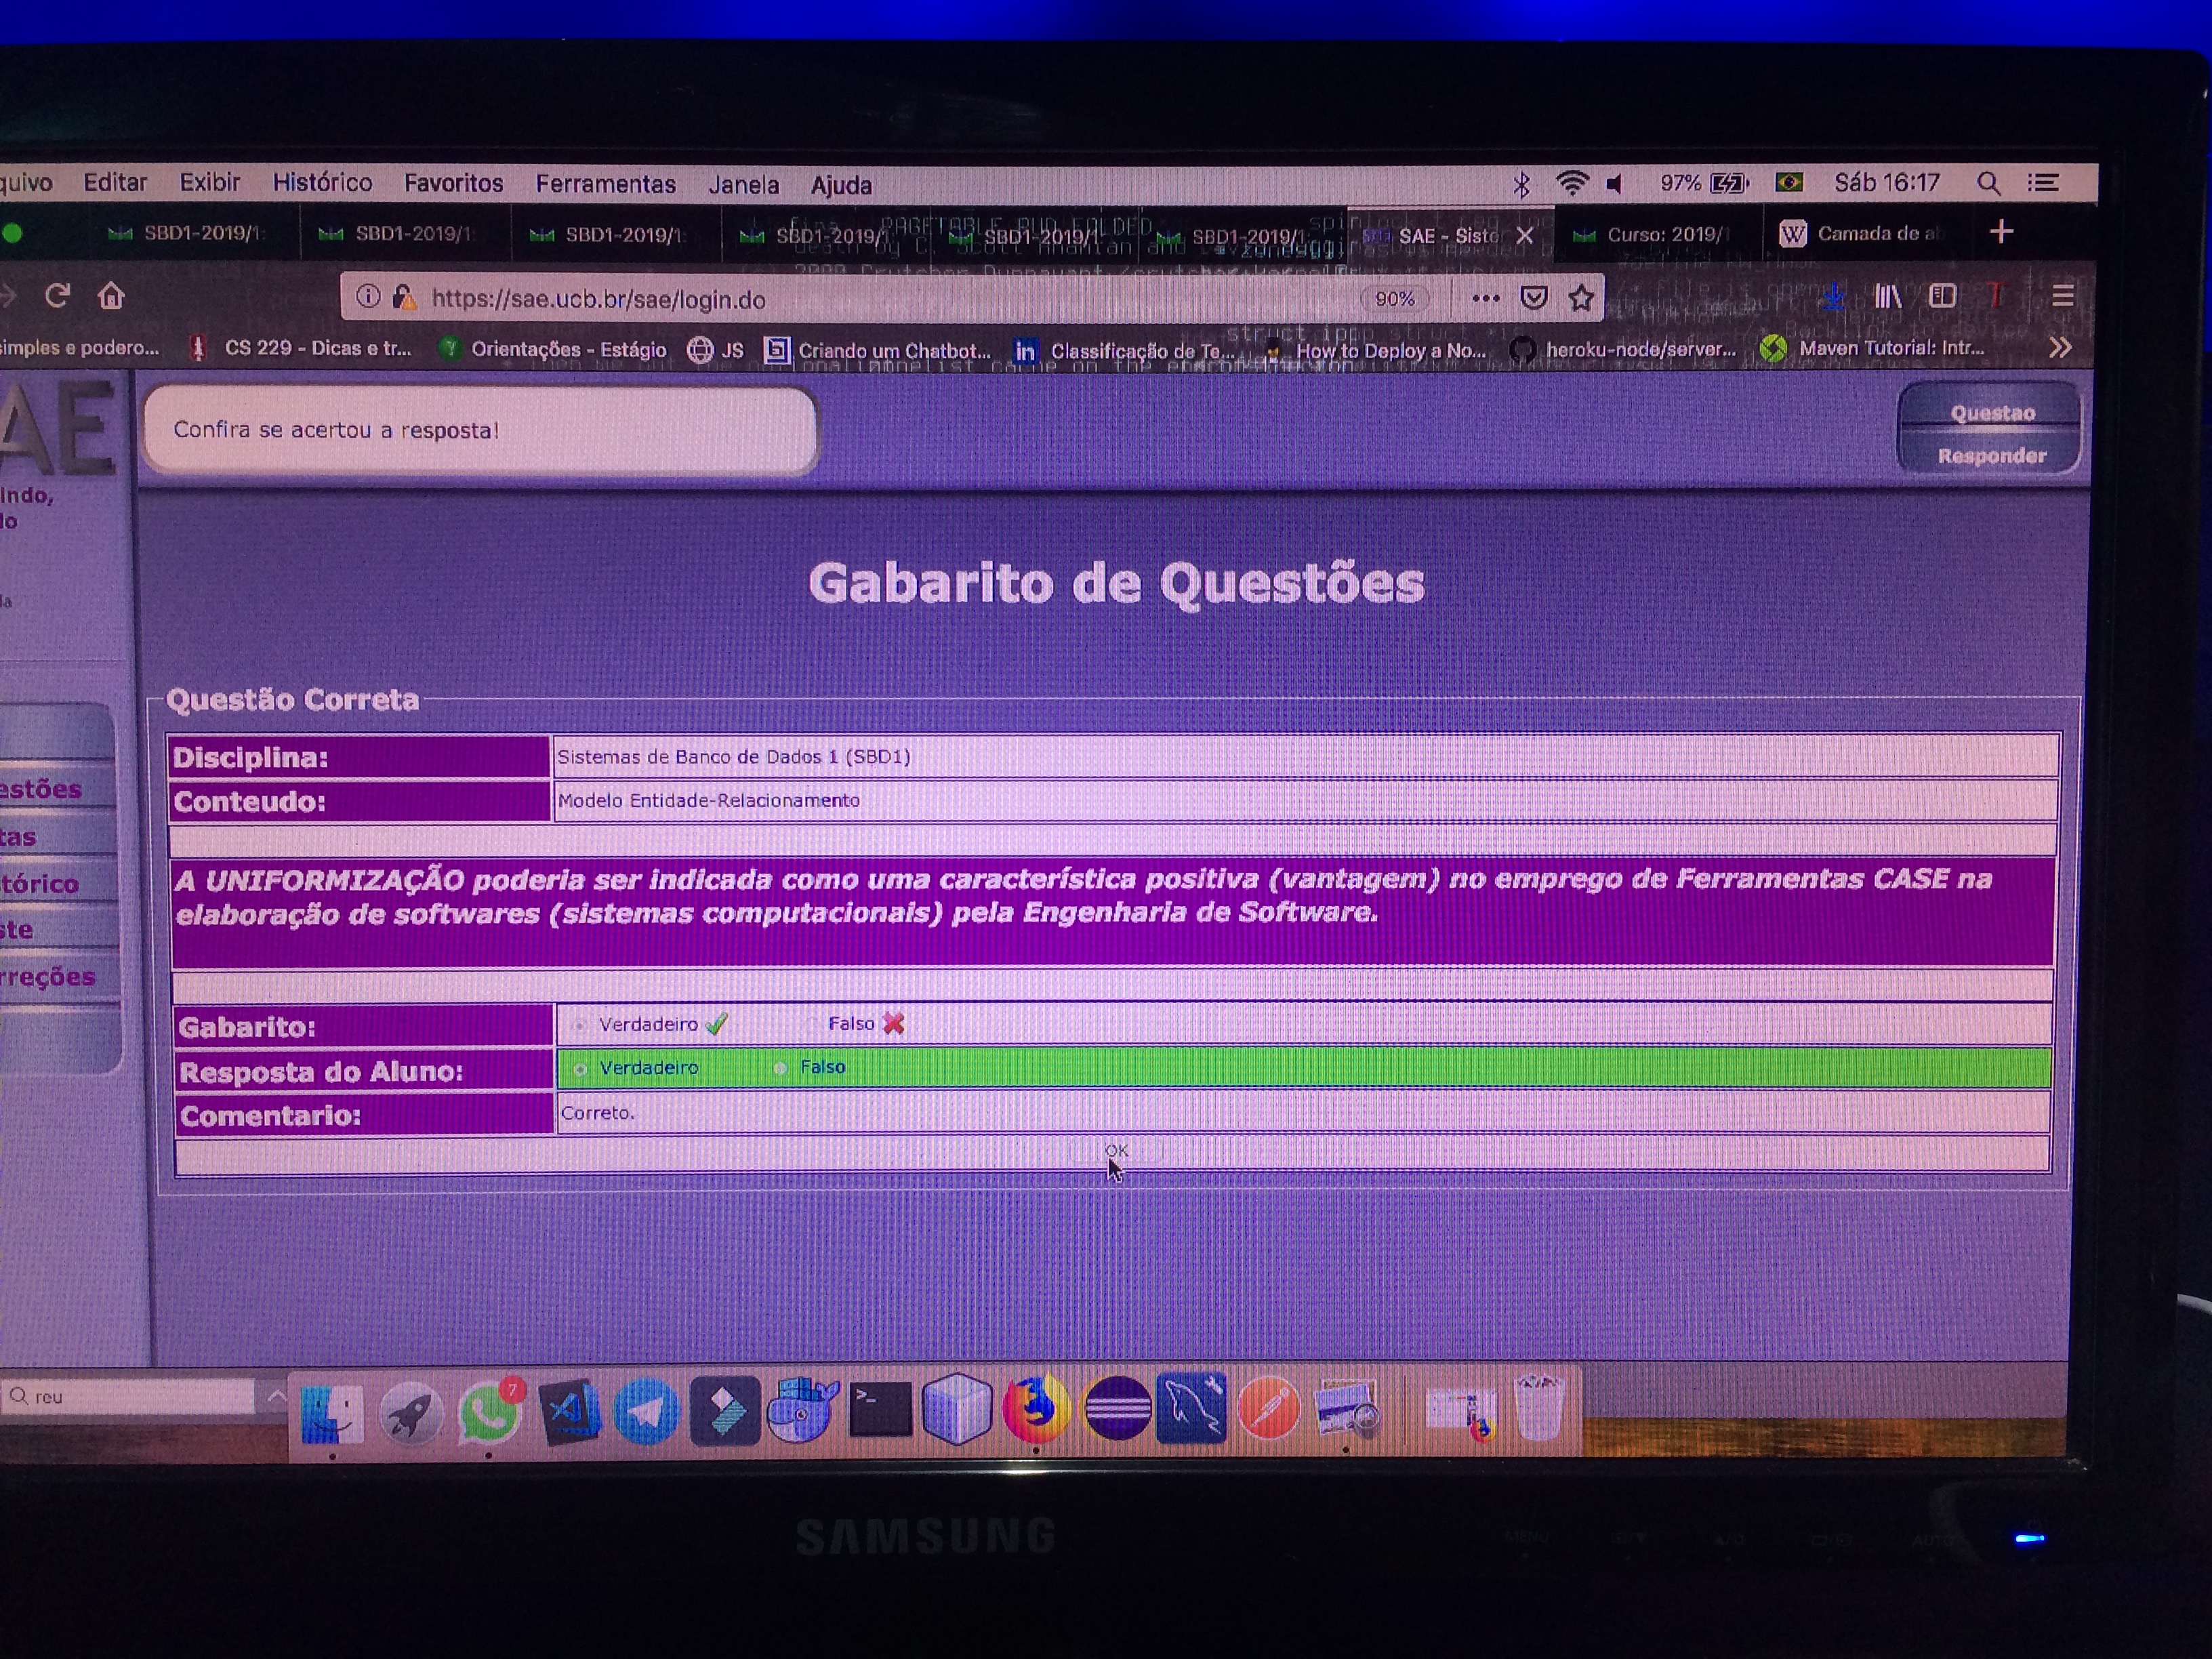 quivo Editar Exibir Histórico Favoritos Ferramentas Janela Ajuda 97% Sáb 16:17
SBD1-2019/1 SBD1-2019/1 SBD1-2019/1 SBD1-2019/ SBD1-2019/1 SBD1-2019/1 SAE - Siste Curso: 2019/ W Camada de a
https://sae.ucb.br/sae/login.do 90%
simples e podero... CS 229 - Dicas e tr... Orientações - Estágio JS Criando um Chatbot... in Classificação de Te... How to Deploy a No... heroku-node/server... Maven Tutorial: Intr...
AE
Confira se acertou a resposta!
Questao
Responder
indo,
do
Gabarito de Questões
Questão Correta
Disciplina: Sistemas de Banco de Dados 1 (SBD1)
Conteudo: Modelo Entidade-Relacionamento
estões
tas
tórico
ste
rreções
A UNIFORMIZAÇÃO poderia ser indicada como uma característica positiva (vantagem) no emprego de Ferramentas CASE na
elaboração de softwares (sistemas computacionais) pela Engenharia de Software.
Gabarito: Verdadeiro Falso
Resposta do Aluno: Verdadeiro Falso
Comentario: Correto.
OK
reu
7
SAMSUNG
MENU
AUTO